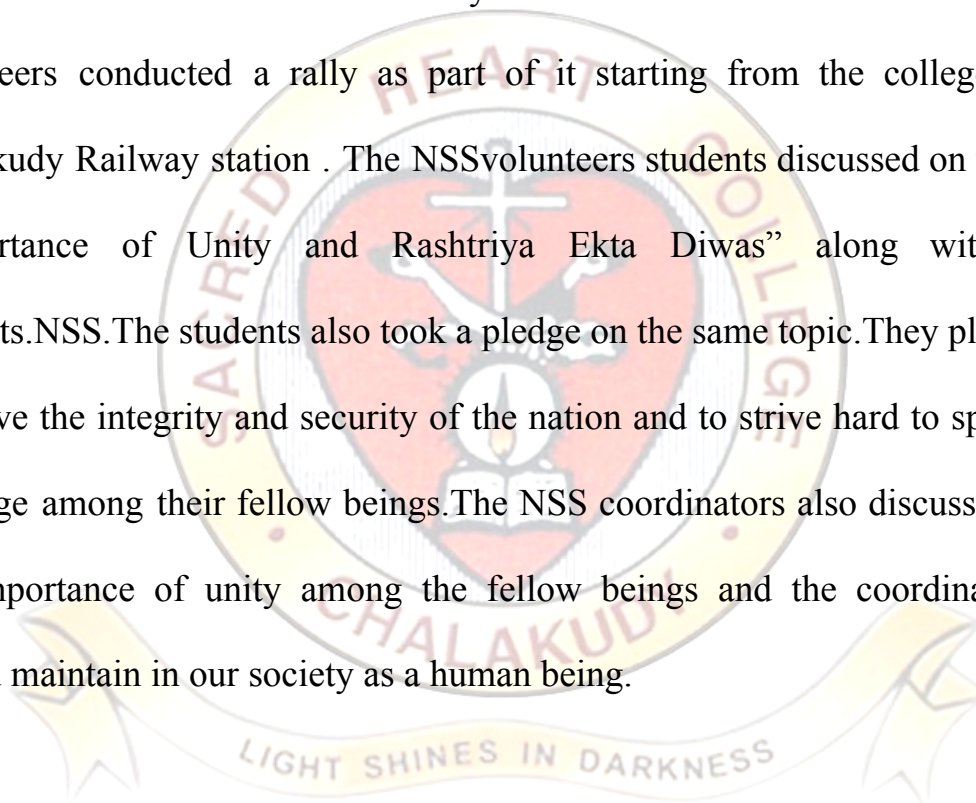 eers conducted a rally as part of it starting from the colleg
kudy Railway station . The NSSvolunteers students discussed on
rtance of Unity and Rashtriya Ekta Diwas” along wit
ts.NSS.The students also took a pledge on the same topic.They pl
ve the integrity and security of the nation and to strive hard to sp
ge among their fellow beings.The NSS coordinators also discuss
mportance of unity among the fellow beings and the coordina
maintain in our society as a human being.
SACRED HEART COLLEGE
CHALAKUDY
LIGHT SHINES IN DARKNESS